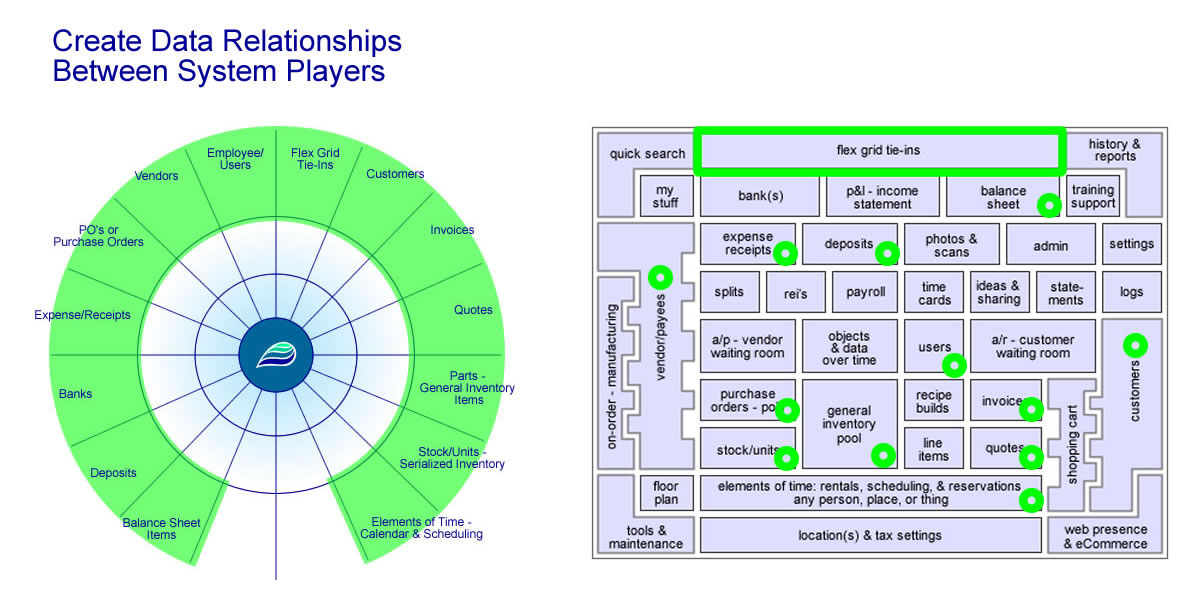 Create Data Relationships
Between System Players
Employee/
Users
Flex Grid
Tie-Ins
Vendors
Customers
PO's or
Purchase Orders
Invoices
Expense/Receipts
Quotes
Banks
Parts -
General Inventory
Items
Deposits
Stock/Units -
Serialized Inventory
Balance Sheet
Items
Elements of Time -
Calendar & Scheduling
quick search
flex grid tie-ins
history &
reports
my
stuff
bank(s)
p&l - income
statement
balance
sheet
training
support
expense
receipts
deposits
photos &
scans
admin
settings
on-order - manufacturing
vendor/payees
splits
rei's
payroll
time
cards
ideas &
sharing
state-
ments
logs
a/p - vendor
waiting room
objects
& data
over time
users
a/r - customer
waiting room
customers
purchase
orders -
general
inventory
pool
recipe
builds
invoice
shopping cart
stock/units
line
items
quotes
floor
plan
elements of time: rentals, scheduling, & reservations
any person, place, or thing
tools &
maintenance
location(s) & tax settings
web presence
& eCommerce